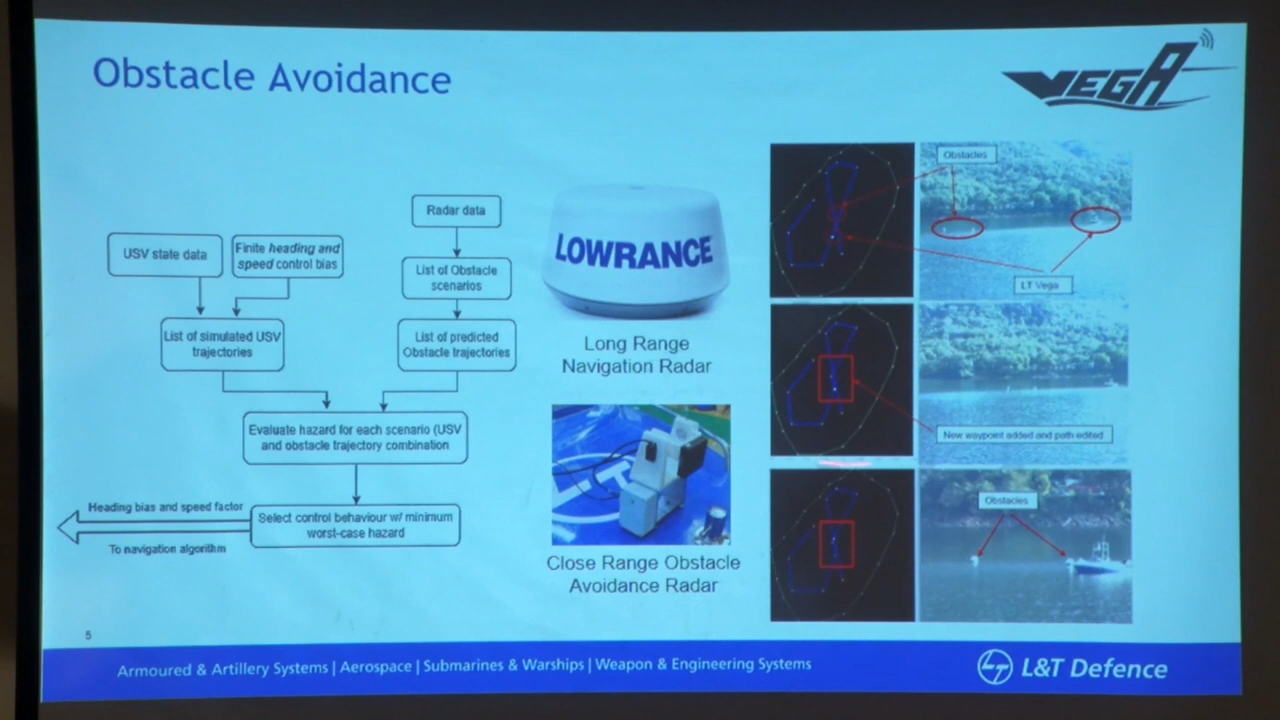 Obstacle Avoidance
VEGA
USV state data
Finite heading and
speed control bias
Radar data
List of Obstacle
scenarios
List of simulated USV
trajectories
List of predicted
Obstacle trajectories
Evaluate hazard for each scenario (USV
and obstacle trajectory combination
Heading bias and speed factor
To navigation algorithm
Select control behaviour w/ minimum
worst-case hazard
LOWRANCE
Long Range
Navigation Radar
LT
Close Range Obstacle
Avoidance Radar
Obstacles
LT Vega
New waypoint added and path edited
Obstacles
5
Armoured & Artillery Systems | Aerospace | Submarines & Warships | Weapon & Engineering Systems
L&T Defence